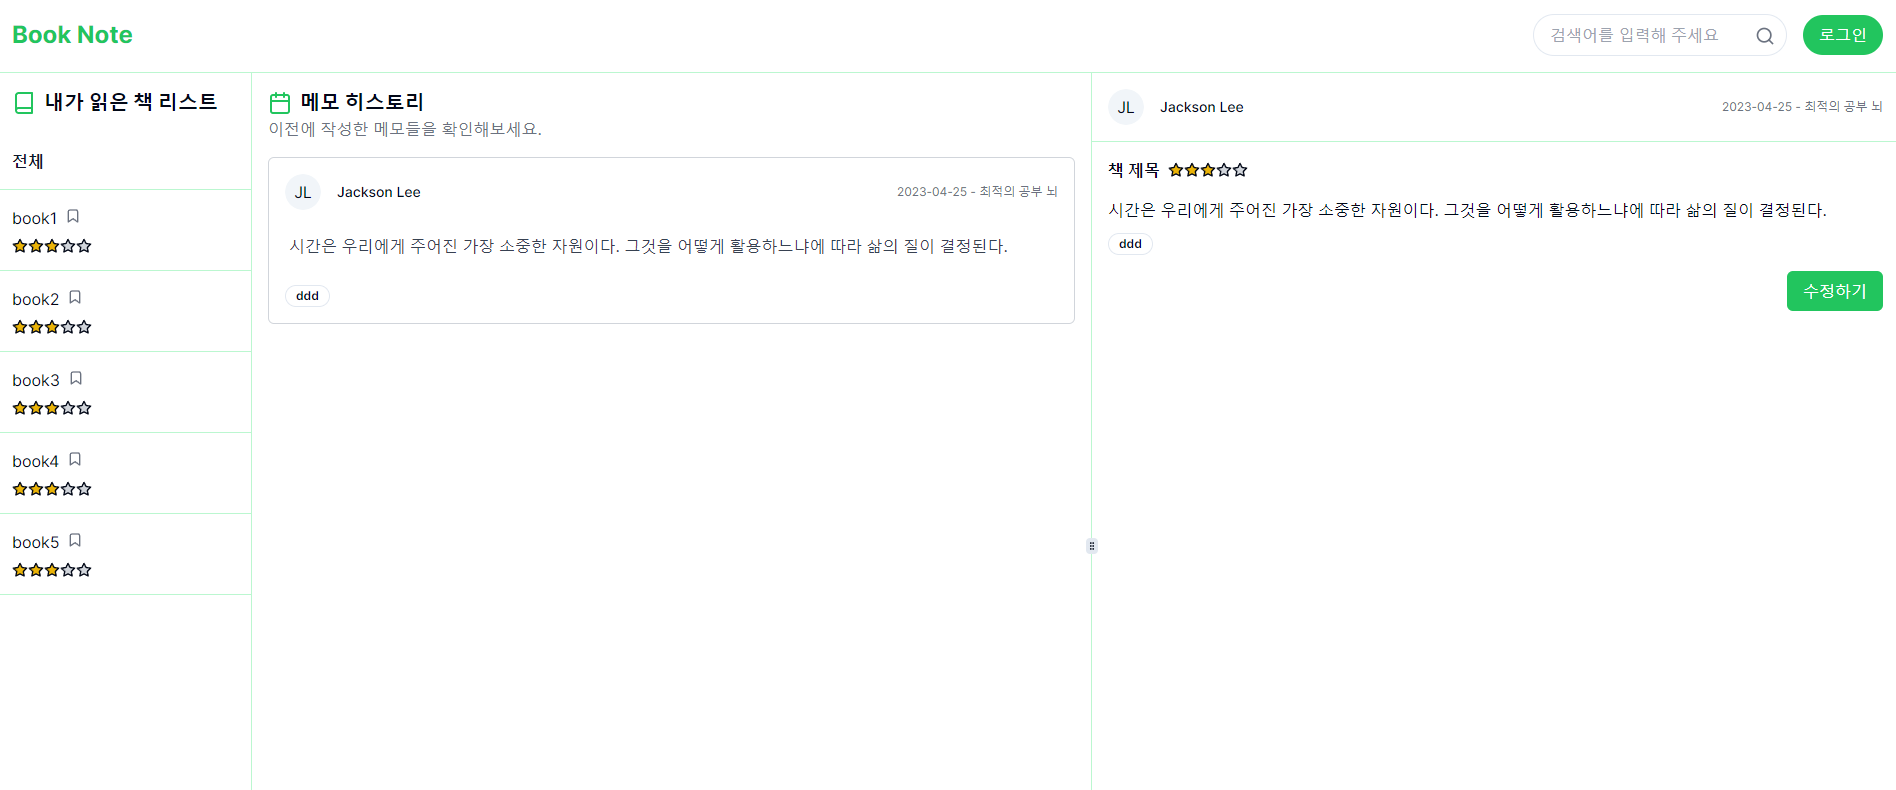 Book Note
검색어를 입력해 주세요
로그인
내가 읽은 책 리스트
전체
book1
book2
book3
book4
book5
메모 히스토리
이전에 작성한 메모들을 확인해보세요.
JL
Jackson Lee
2023-04-25 - 최적의 공부 뇌
시간은 우리에게 주어진 가장 소중한 자원이다. 그것을 어떻게 활용하느냐에 따라 삶의 질이 결정된다.
ddd
JL
Jackson Lee
2023-04-25 - 최적의 공부 뇌
책 제목
시간은 우리에게 주어진 가장 소중한 자원이다. 그것을 어떻게 활용하느냐에 따라 삶의 질이 결정된다.
ddd
수정하기